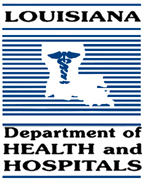 LOUISIANA
Department of
HEALTH and
HOSPITALS